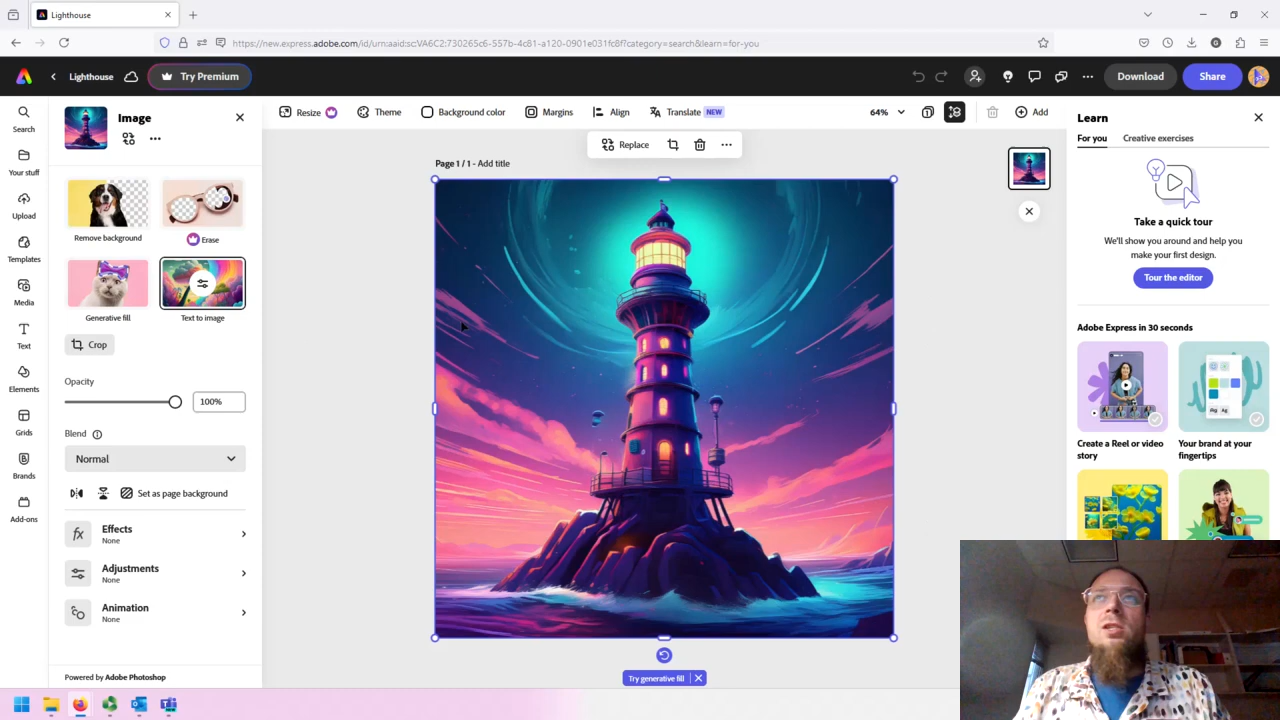 Lighthouse
https://new.express.adobe.com/id/urn:aaid:sc:VA6C2:730265c6-557b-4c81-a120-0901e031fc8f?category=search&learn=for-you
Lighthouse
Try Premium
Download
Share
Search
Your stuff
Upload
Templates
Media
Text
Elements
Grids
Brands
Add-ons
Image
Remove background
Erase
Generative fill
Text to image
Crop
Opacity
100%
Blend
Normal
Set as page background
Effects
None
Adjustments
None
Animation
None
Powered by Adobe Photoshop
Resize
Theme
Background color
Margins
Align
Translate NEW
64%
Add
Replace
Page 1 / 1 - Add title
Try generative fill
Learn
For you
Creative exercises
Take a quick tour
We'll show you around and help you
make your first design.
Tour the editor
Adobe Express in 30 seconds
Create a Reel or video
story
Your brand at your
fingertips